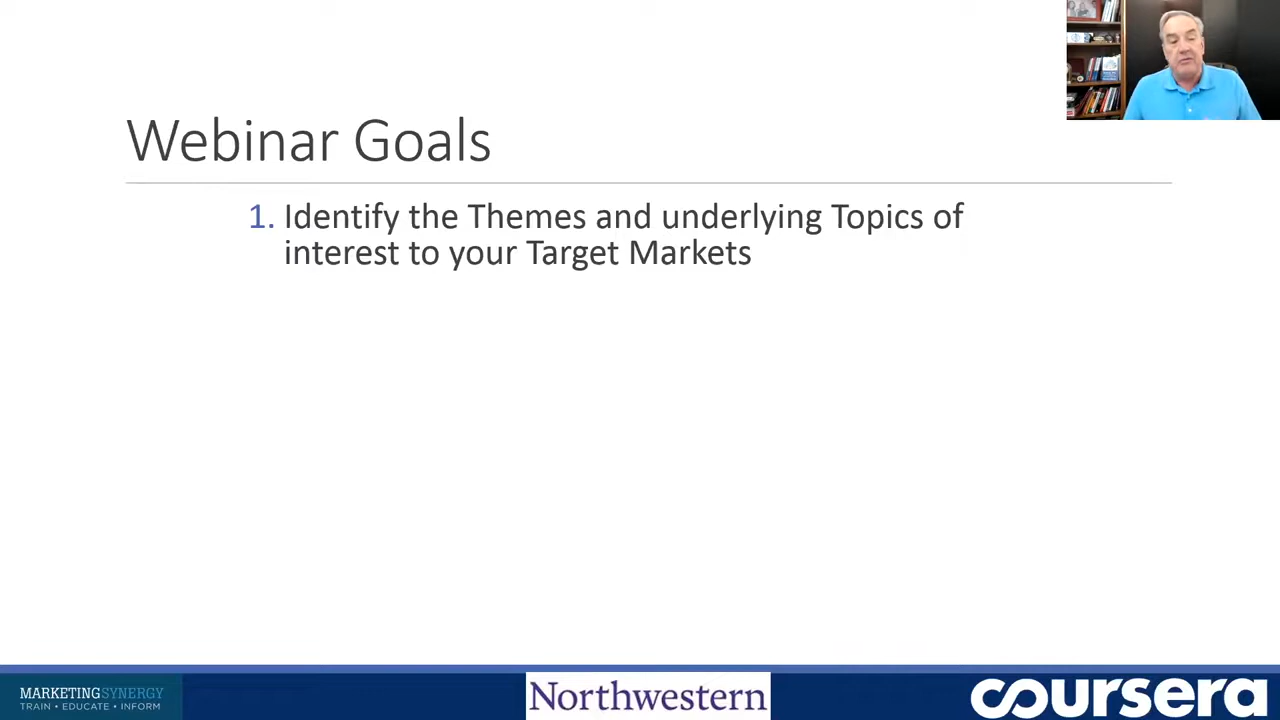 Webinar Goals
1. Identify the Themes and underlying Topics of
interest to your Target Markets
MARKETINGSYNERGY
TRAIN • EDUCATE • INFORM
Northwestern
coursera